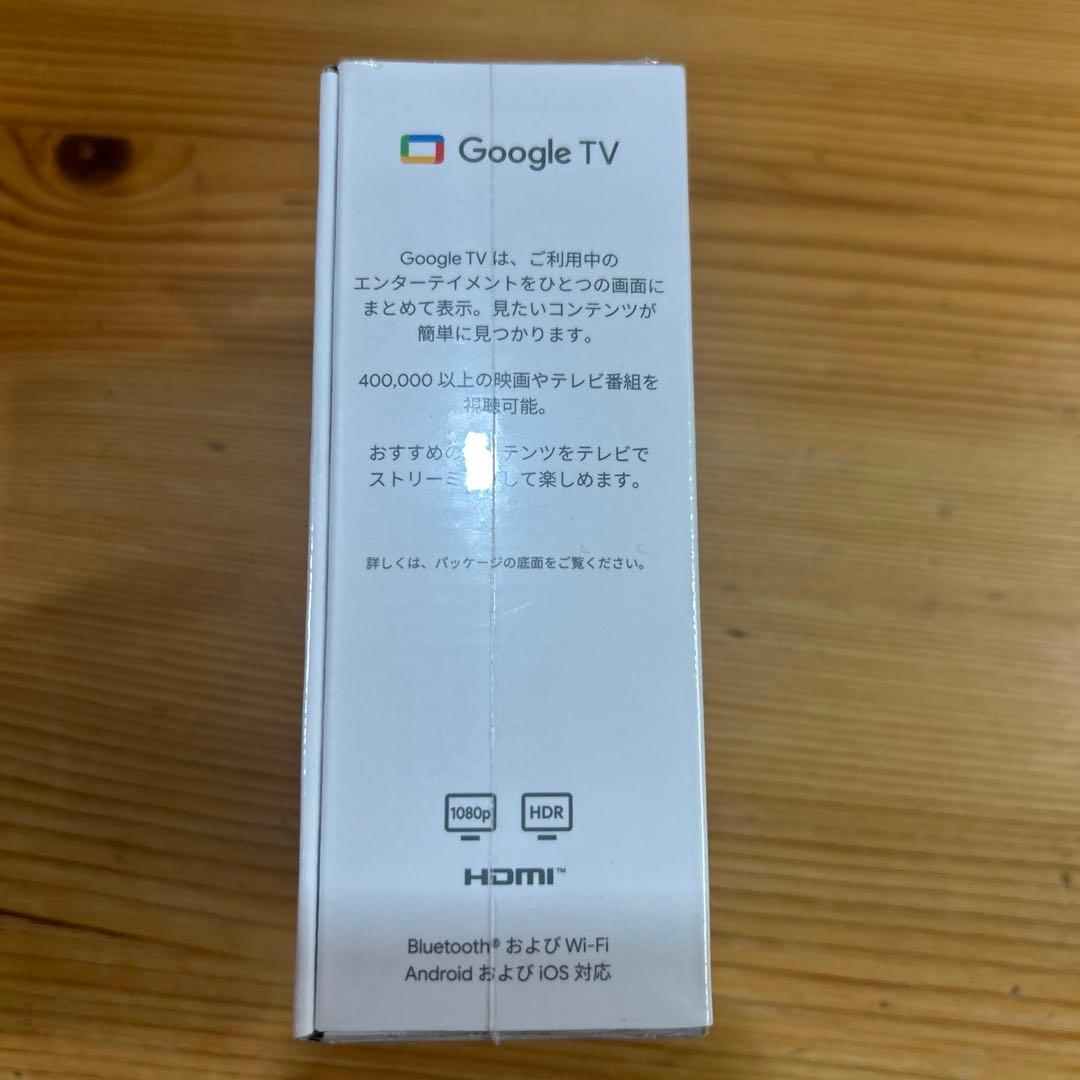 Google TV
Google TV は、ご利用中の
エンターテイメントをひとつの画面に
まとめて表示。見たいコンテンツが
簡単に見つかります。
400,000 以上の映画やテレビ番組を
視聴可能。
おすすめの テンツをテレビで
ストリーミ して楽しめます。
詳しくは、パッケージの底面をご覧ください。
1080p HDR
HDMI™
Bluetooth® および Wi-Fi
Android および iOS 対応